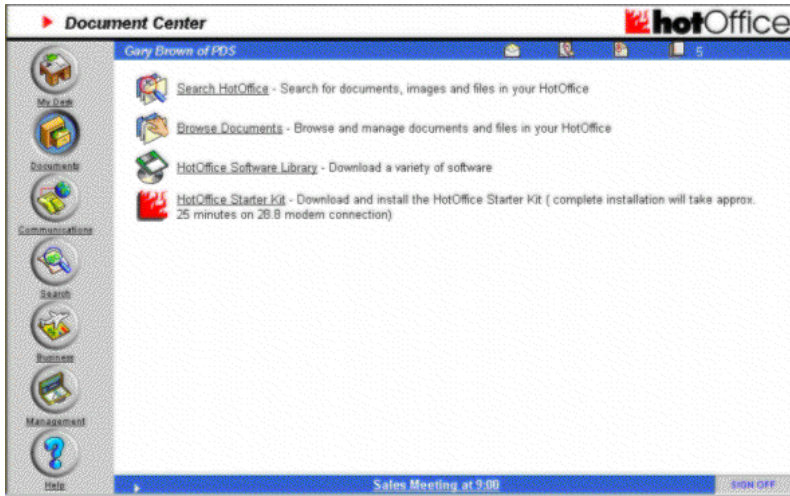 Document Center
hotOffice
Gary Brown of PDS
5
My Desk
Documents
Communications
Search
Business
Management
Help
Search HotOffice - Search for documents, images and files in your HotOffice
Browse Documents - Browse and manage documents and files in your HotOffice
HotOffice Software Library - Download a variety of software
HotOffice Starter Kit - Download and install the HotOffice Starter Kit ( complete installation will take approx.
25 minutes on 28.8 modem connection)
Sales Meeting at 9:00
SIGN OFF